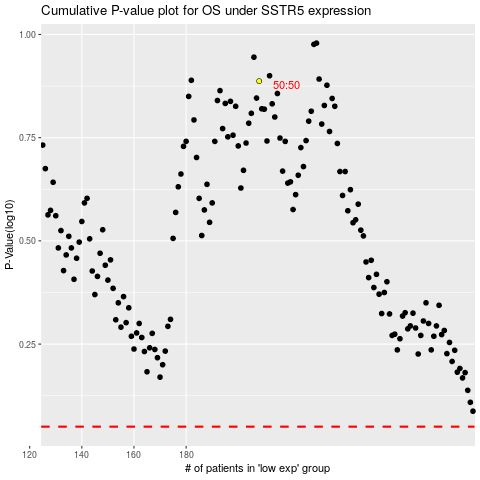 Cumulative P-value plot for OS under SSTR5 expression
P-Value(log10)
1.00
0.75
0.50
0.25
50:50
120 140 160 180
# of patients in 'low exp' group